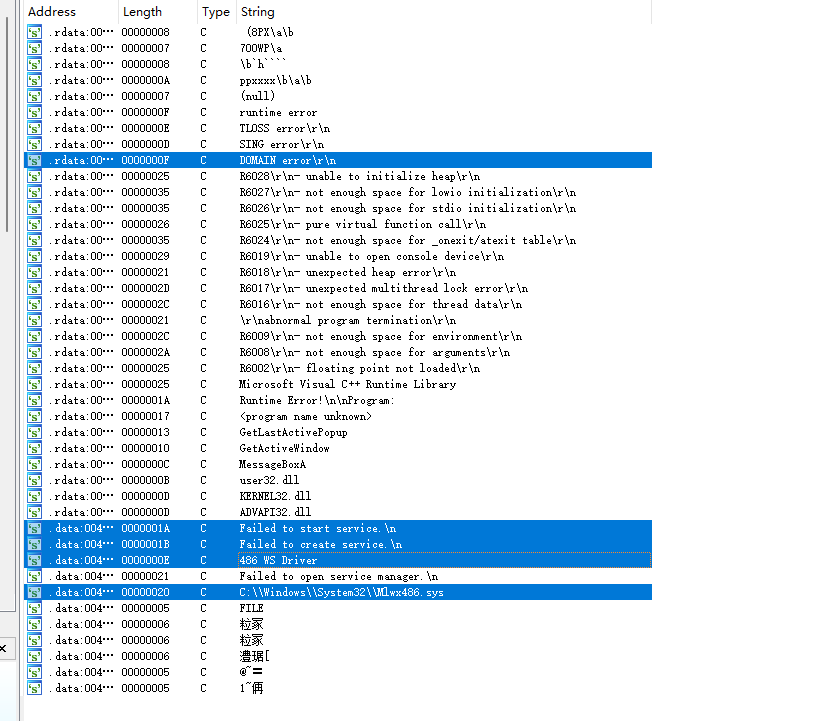 Address Length Type String
.rdata:00··· 00000008 C (8PX\a\b
.rdata:00··· 00000007 C 700WP\a
.rdata:00··· 00000008 C \b`h````
.rdata:00··· 0000000A C ppxxxx\b\a\b
.rdata:00··· 00000007 C (null)
.rdata:00··· 0000000F C runtime error
.rdata:00··· 0000000E C TLOSS error\r\n
.rdata:00··· 0000000D C SING error\r\n
.rdata:00··· 0000000F C DOMAIN error\r\n
.rdata:00··· 00000025 C R6028\r\n- unable to initialize heap\r\n
.rdata:00··· 00000035 C R6027\r\n- not enough space for lowio initialization\r\n
.rdata:00··· 00000035 C R6026\r\n- not enough space for stdio initialization\r\n
.rdata:00··· 00000026 C R6025\r\n- pure virtual function call\r\n
.rdata:00··· 00000035 C R6024\r\n- not enough space for _onexit/atexit table\r\n
.rdata:00··· 00000029 C R6019\r\n- unable to open console device\r\n
.rdata:00··· 00000021 C R6018\r\n- unexpected heap error\r\n
.rdata:00··· 0000002D C R6017\r\n- unexpected multithread lock error\r\n
.rdata:00··· 0000002C C R6016\r\n- not enough space for thread data\r\n
.rdata:00··· 00000021 C \r\nabnormal program termination\r\n
.rdata:00··· 0000002C C R6009\r\n- not enough space for environment\r\n
.rdata:00··· 0000002A C R6008\r\n- not enough space for arguments\r\n
.rdata:00··· 00000025 C R6002\r\n- floating point not loaded\r\n
.rdata:00··· 00000025 C Microsoft Visual C++ Runtime Library
.rdata:00··· 0000001A C Runtime Error!\n\nProgram:
.rdata:00··· 00000017 C <program name unknown>
.rdata:00··· 00000013 C GetLastActivePopup
.rdata:00··· 00000010 C GetActiveWindow
.rdata:00··· 0000000C C MessageBoxA
.rdata:00··· 0000000B C user32.dll
.rdata:00··· 0000000D C KERNEL32.dll
.rdata:00··· 0000000D C ADVAPI32.dll
.data:004··· 0000001A C Failed to start service.\n
.data:004··· 0000001B C Failed to create service.\n
.data:004··· 0000000E C 486 WS Driver
.data:004··· 00000021 C Failed to open service manager.\n
.data:004··· 00000020 C C:\\Windows\\System32\\Mlwx486.sys
.data:004··· 00000005 C FILE
.data:004··· 00000006 C 粒冡
.data:004··· 00000006 C 粒冡
.data:004··· 00000006 C
.data:004··· 00000005 C @~〓
.data:004··· 00000005 C